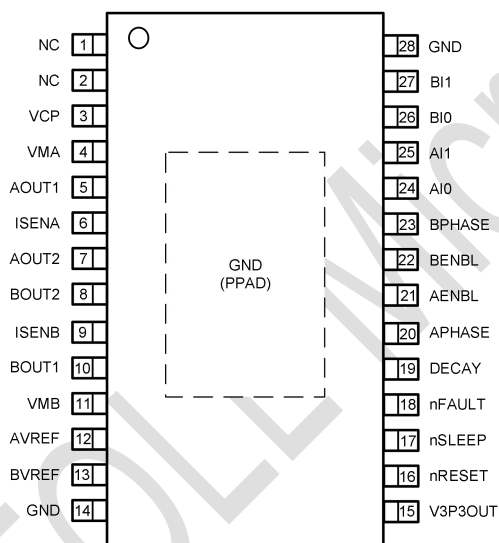 NC 1
NC 2
VCP 3
VMA 4
AOUT1 5
ISENA 6
AOUT2 7
BOUT2 8
ISENB 9
BOUT1 10
VMB 11
AVREF 12
BVREF 13
GND 14
GND
(PPAD)
28 GND
27 BI1
26 BI0
25 AI1
24 AI0
23 BPHASE
22 BENBL
21 AENBL
20 APHASE
19 DECAY
18 nFAULT
17 nSLEEP
16 nRESET
15 V3P3OUT